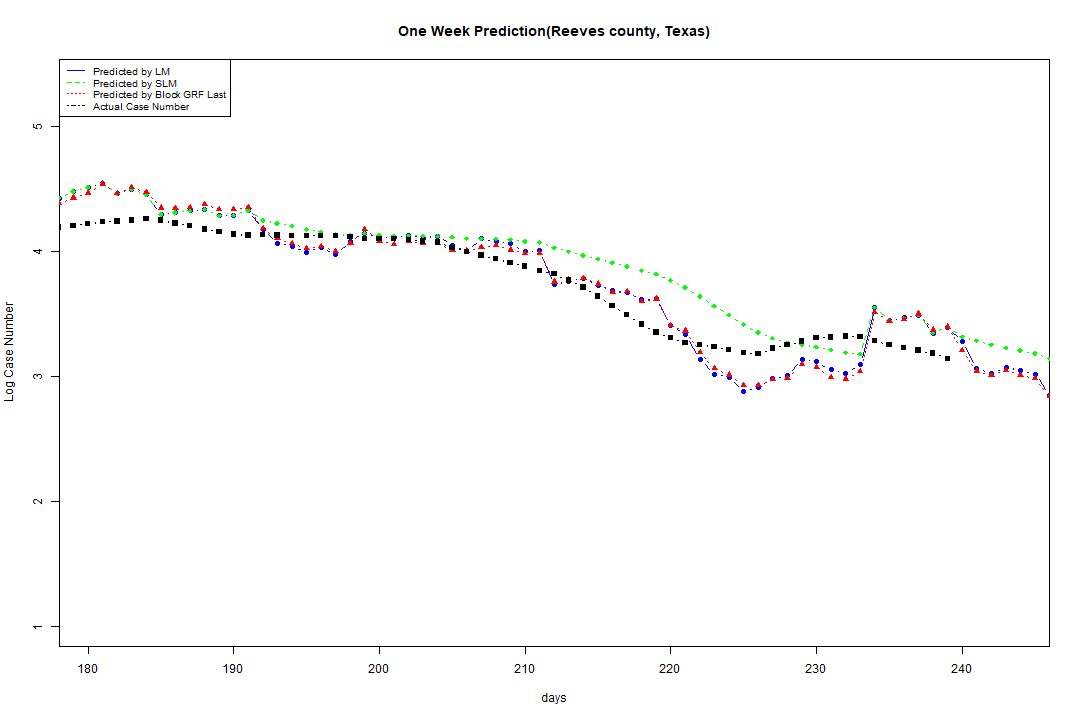 One Week Prediction(Reeves county, Texas)
Predicted by LM
Predicted by SLM
Predicted by Block GRF Last
Actual Case Number
5
4
3
2
1
Log Case Number
180 190 200 210 220 230 240
days